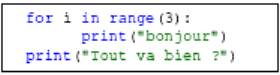 for i in range(3):
    print("bonjour")
print("Tout va bien ?")